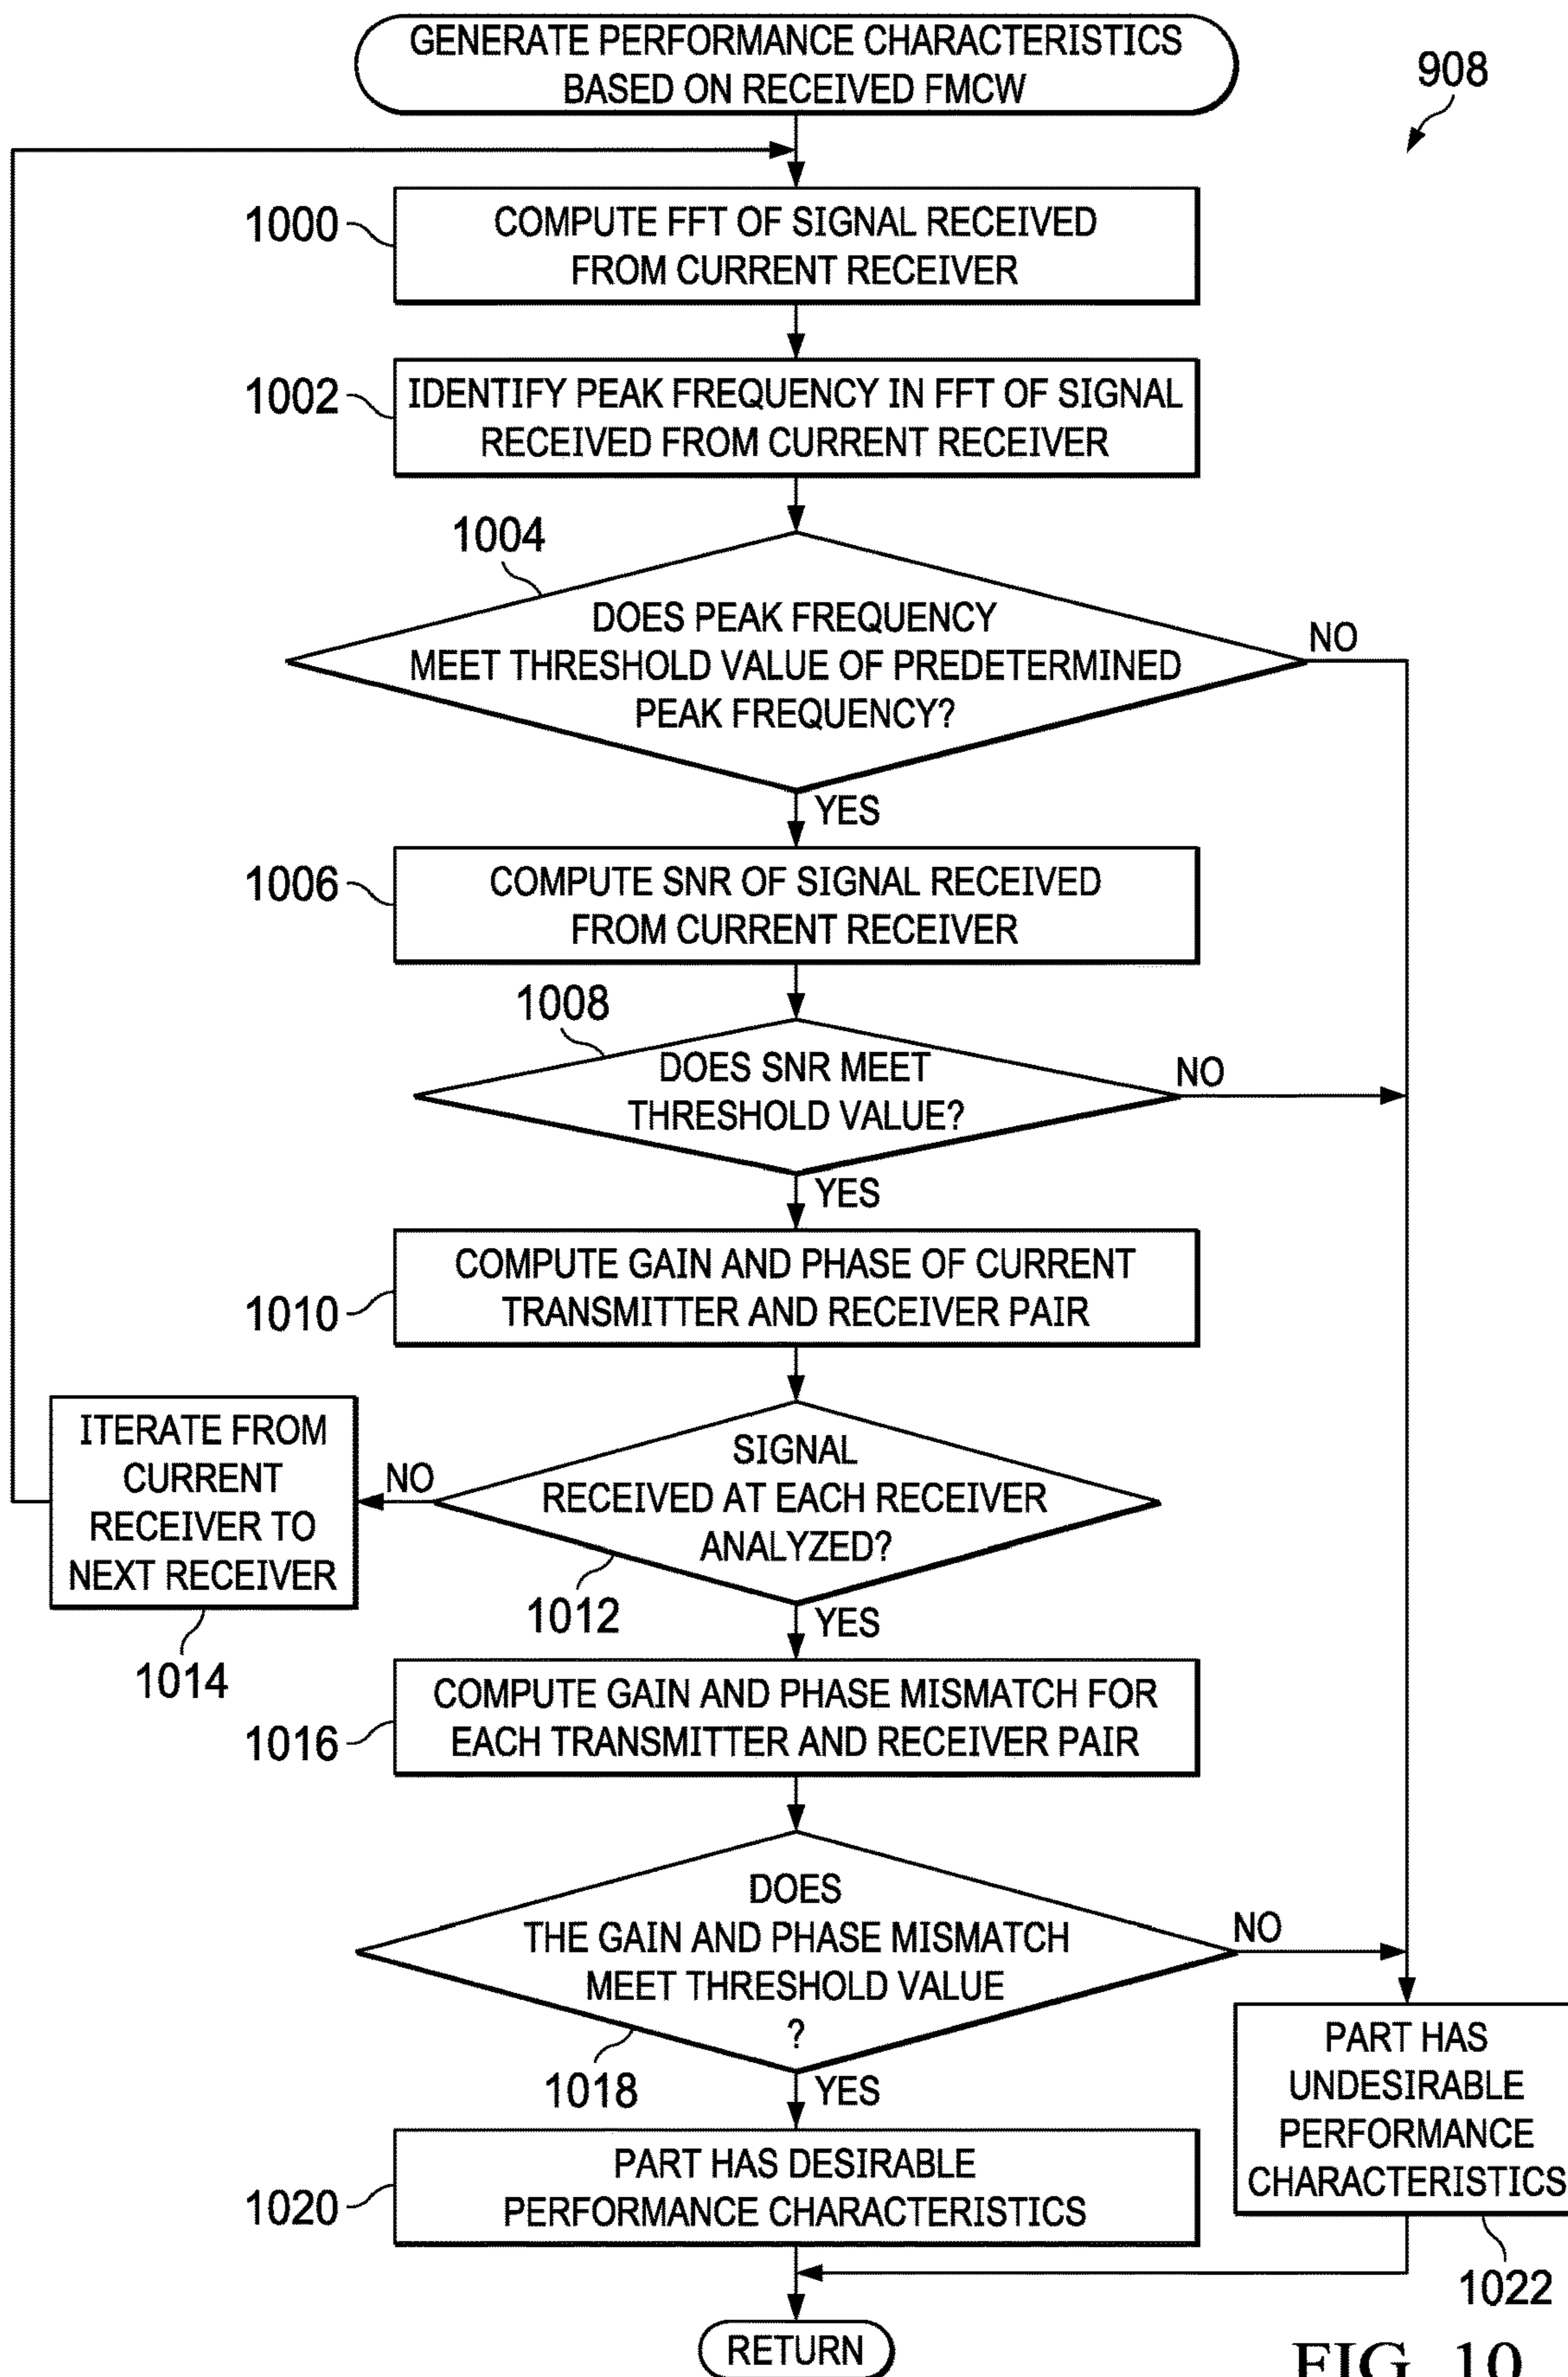 GENERATE PERFORMANCE CHARACTERISTICS
BASED ON RECEIVED FMCW
908
1000
COMPUTE FFT OF SIGNAL RECEIVED
FROM CURRENT RECEIVER
1002
IDENTIFY PEAK FREQUENCY IN FFT OF SIGNAL
RECEIVED FROM CURRENT RECEIVER
1004
DOES PEAK FREQUENCY
MEET THRESHOLD VALUE OF PREDETERMINED
PEAK FREQUENCY?
NO
YES
1006
COMPUTE SNR OF SIGNAL RECEIVED
FROM CURRENT RECEIVER
1008
DOES SNR MEET
THRESHOLD VALUE?
NO
YES
1010
COMPUTE GAIN AND PHASE OF CURRENT
TRANSMITTER AND RECEIVER PAIR
SIGNAL
RECEIVED AT EACH RECEIVER
ANALYZED?
1012
NO
ITERATE FROM
CURRENT
RECEIVER TO
NEXT RECEIVER
1014
YES
1016
COMPUTE GAIN AND PHASE MISMATCH FOR
EACH TRANSMITTER AND RECEIVER PAIR
DOES
THE GAIN AND PHASE MISMATCH
MEET THRESHOLD VALUE
?
1018
NO
YES
PART HAS
UNDESIRABLE
PERFORMANCE
CHARACTERISTICS
1022
1020
PART HAS DESIRABLE
PERFORMANCE CHARACTERISTICS
RETURN
FIG. 10